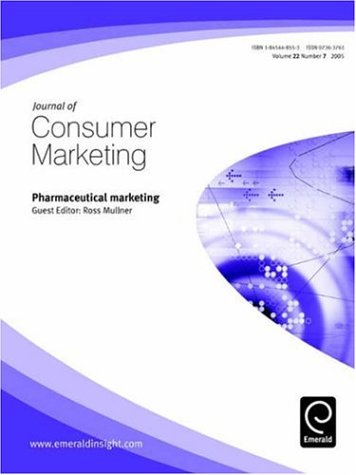 ISBN 1-84544-855-3 ISSN 0736-3761
Volume 22 Number 7 2005
Journal of
Consumer
Marketing
Pharmaceutical marketing
Guest Editor: Ross Mullner
www.emeraldinsight.com
Emerald